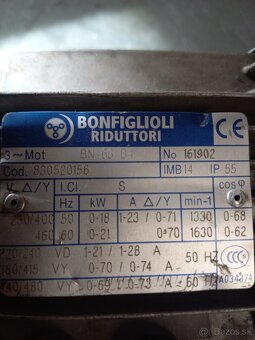 BONFIGLIOLI
RIDUTTORI
CE
3~Mot BN 63 B4 No 161902
Cod. 830520156 IMB14 IP 55
V △/Y I.Cl. S cosφ
230/400 50 0-18 1-23 / 0-71 1330 0-68
Hz kW A △/Y min-1
460 60 0-21 0-70 1630 0-62
220/240 VD 1-21 / 1-28 A 50 HZ
380/415 VY 0-70 / 0-74 A
440/480 VY 0-69 0-73 A 60 HZ
A034074
bazos.sk